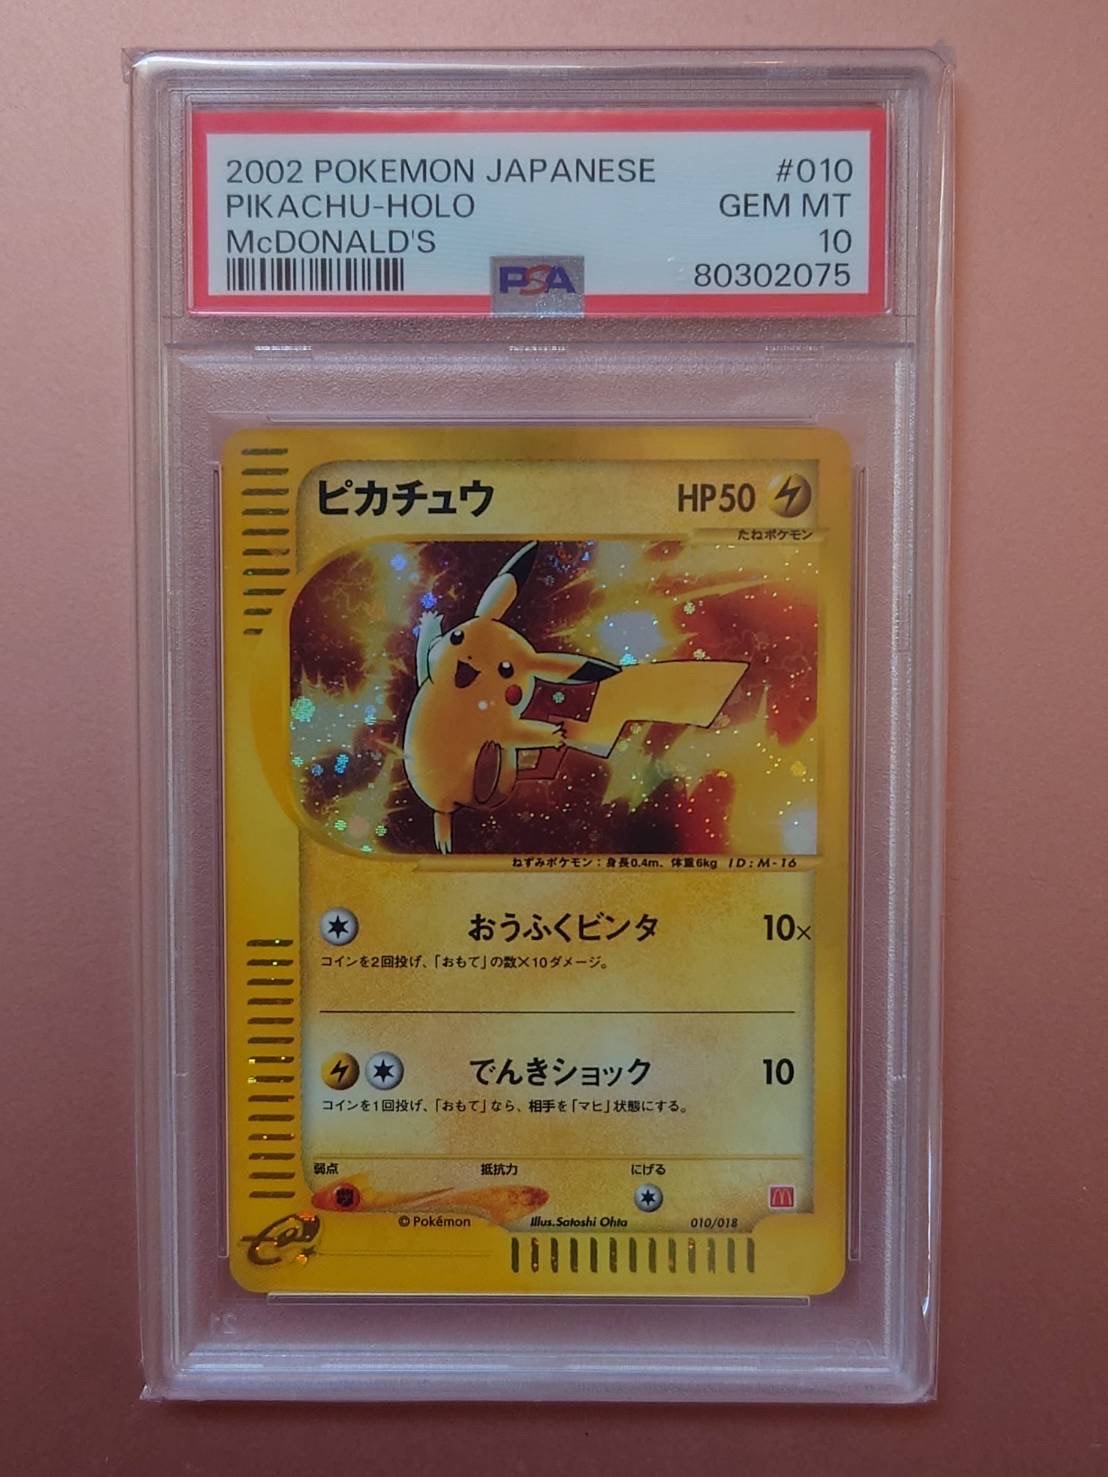 2002 POKEMON JAPANESE #010
PIKACHU-HOLO GEM MT
McDONALD'S 10
PSA 80302075
ピカチュウ HP50
たねポケモン
ねずみポケモン：身長0.4m、体重6kg ID:M-16
おうふくビンタ 10×
コインを2回投げ、「おもて」の数×10ダメージ。
でんきショック 10
コインを1回投げ、「おもて」なら、相手を「マヒ」状態にする。
弱点 抵抗力 にげる
© Pokémon Illus.Satoshi Ohta 010/018